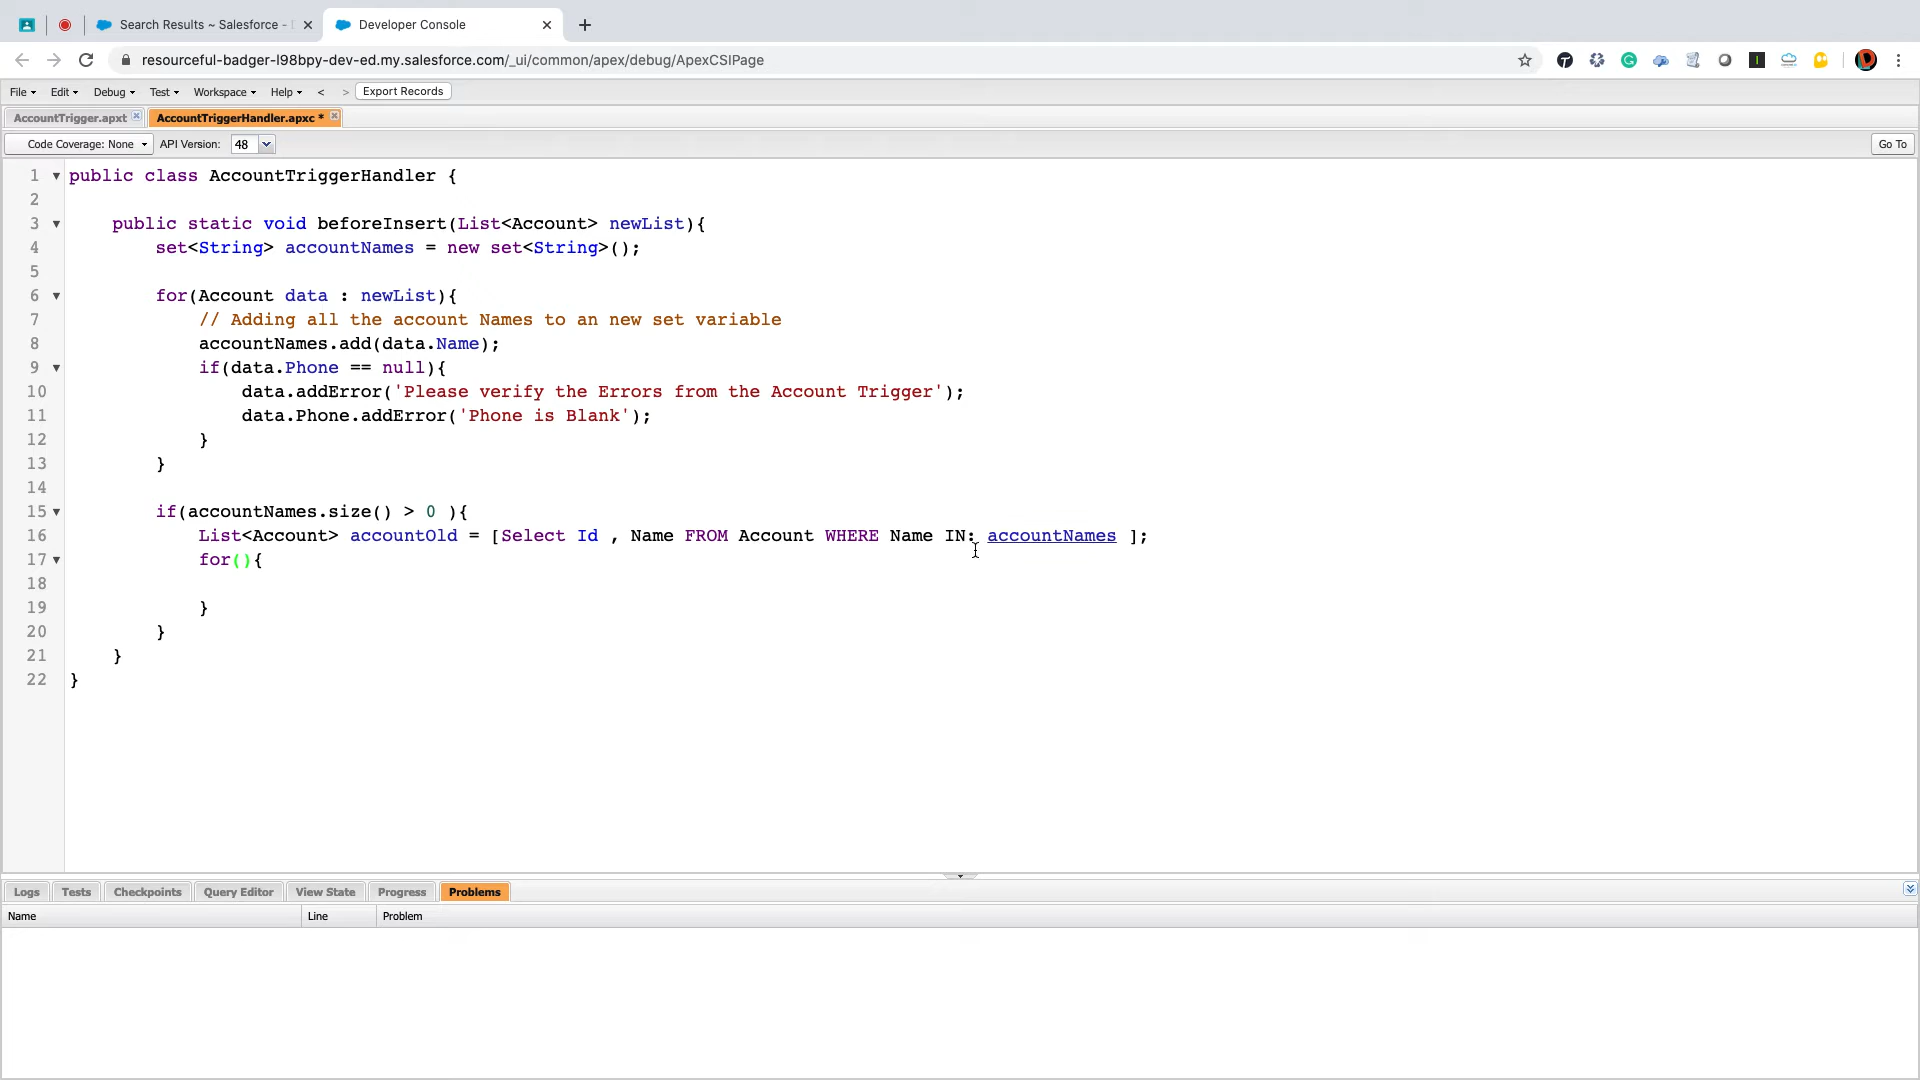 Search Results ~ Salesforce -
Developer Console
resourceful-badger-l98bpy-dev-ed.my.salesforce.com/_ui/common/apex/debug/ApexCSIPage
File Edit Debug Test Workspace Help < > Export Records
AccountTrigger.apxt AccountTriggerHandler.apxc *
Code Coverage: None API Version: 48 Go To
1 public class AccountTriggerHandler {
2
3 public static void beforeInsert(List<Account> newList){
4 set<String> accountNames = new set<String>();
5
6 for(Account data : newList){
7 // Adding all the account Names to an new set variable
8 accountNames.add(data.Name);
9 if(data.Phone == null){
10 data.addError('Please verify the Errors from the Account Trigger');
11 data.Phone.addError('Phone is Blank');
12 }
13 }
14
15 if(accountNames.size() > 0 ){
16 List<Account> accountOld = [Select Id , Name FROM Account WHERE Name IN: accountNames ];
17 for(){
18
19 }
20 }
21 }
22 }
Logs Tests Checkpoints Query Editor View State Progress Problems
Name Line Problem